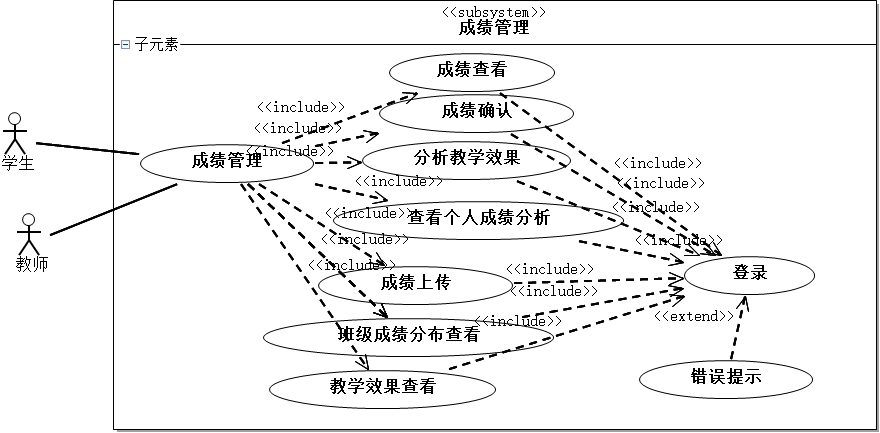 <<subsystem>>
成绩管理
子元素
成绩查看
<<include>>
成绩确认
<<include>>
<<include>>
分析教学效果
<<include>>
学生
成绩管理
<<include>>
<<include>>
<<include>>
查看个人成绩分析
<<include>>
<<include>>
<<include>>
教师
<<include>>
<<include>>
登录
成绩上传
<<include>>
<<extend>>
班级成绩分布查看
<<include>>
教学效果查看
错误提示